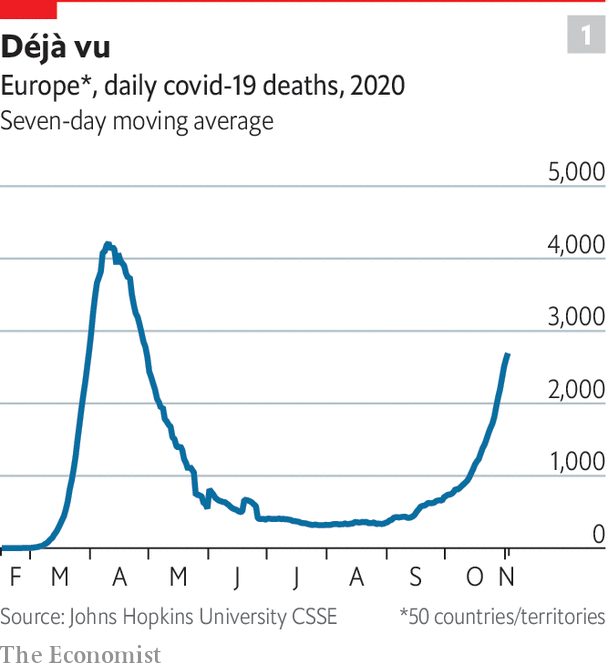 1
Déjà vu
Europe*, daily covid-19 deaths, 2020
Seven-day moving average
5,000
4,000
3,000
2,000
1,000
0
F M A M J J A S O N
Source: Johns Hopkins University CSSE *50 countries/territories
The Economist